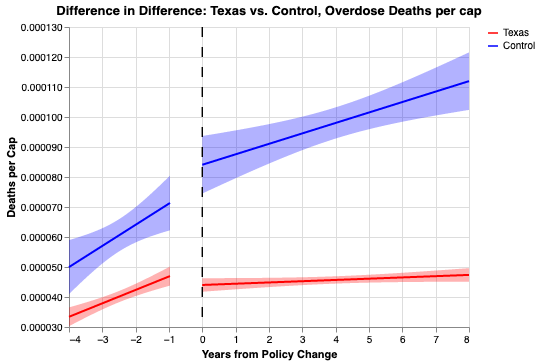 Difference in Difference: Texas vs. Control, Overdose Deaths per cap
Texas
Control
Deaths per Cap
0.000130
0.000120
0.000110
0.000100
0.000090
0.000080
0.000070
0.000060
0.000050
0.000040
0.000030
−4 −3 −2 −1 0 1 2 3 4 5 6 7 8
Years from Policy Change